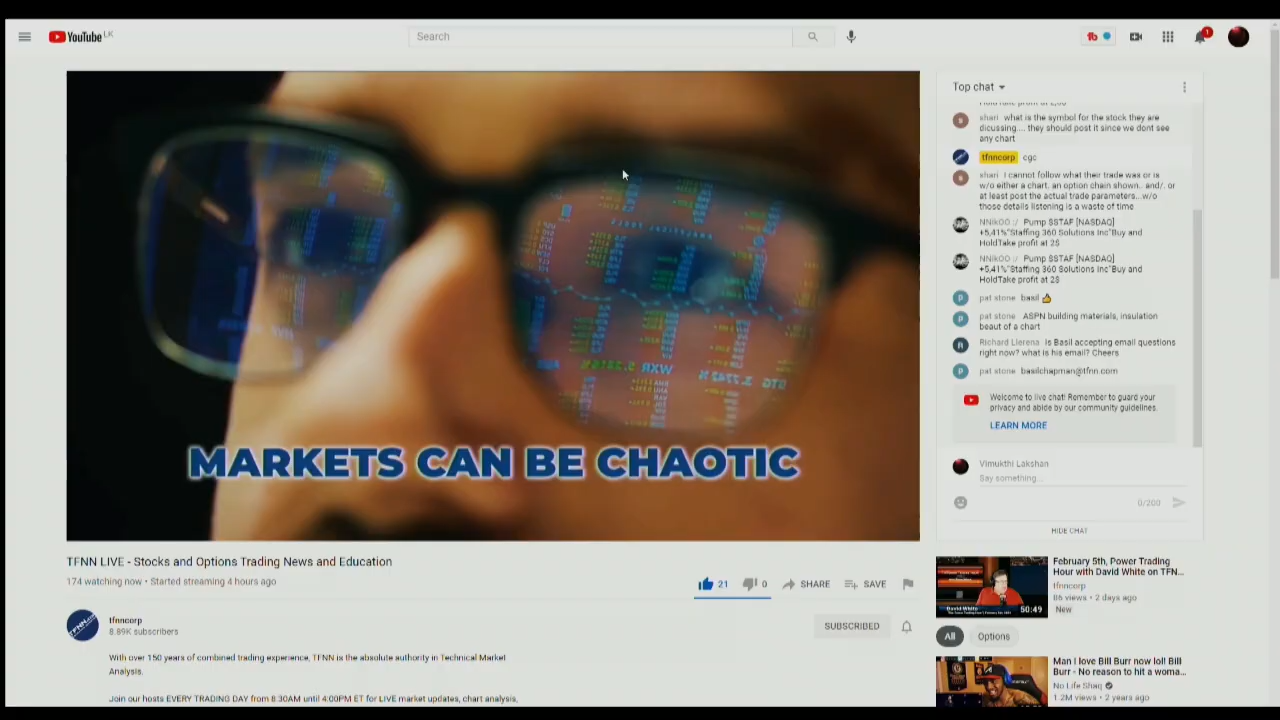 YouTube LK
Search
1
Top chat
shari what is the symbol for the stock they are
dicussing.... they should post it since we dont see
any chart
tfnncorp cgc
shari I cannot follow what their trade was or is
w/o either a chart, an option chain shown.. and/. or
at least post the actual trade parameters...w/o
those details listening is a waste of time
NNikOO :/ Pump $STAF [NASDAQ]
+5,41%"Staffing 360 Solutions Inc"Buy and
HoldTake profit at 2$
NNikOO :/ Pump $STAF [NASDAQ]
+5,41%"Staffing 360 Solutions Inc"Buy and
HoldTake profit at 2$
pat stone basil 👍
pat stone ASPN building materials, insulation
beaut of a chart
Richard Llerena Is Basil accepting email questions
right now? what is his email? Cheers
pat stone basilchapman@tfnn.com
Welcome to live chat! Remember to guard your
privacy and abide by our community guidelines.
LEARN MORE
Vimukthi Lakshan
Say something...
0/200
HIDE CHAT
MARKETS CAN BE CHAOTIC
TFNN LIVE - Stocks and Options Trading News and Education
174 watching now • Started streaming 4 hours ago
21 0 SHARE SAVE
tfnncorp
8.89K subscribers
SUBSCRIBED
With over 150 years of combined trading experience, TFNN is the absolute authority in Technical Market
Analysis.
Join our hosts EVERY TRADING DAY from 8:30AM until 4:00PM ET for LIVE market updates, chart analysis,
February 5th, Power Trading
Hour with David White on TFN...
tfnncorp
86 views • 2 days ago
New
David White
50:49
All Options
Man I love Bill Burr now lol! Bill
Burr - No reason to hit a woma...
No Life Shaq
1.2M views • 2 years ago